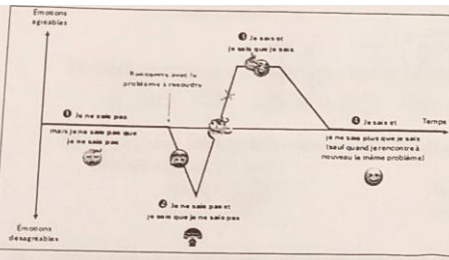 Émotions
agréables
❸ Je sais et
je sais que je sais
Rencontre avec le
problème à résoudre
❶ Je ne sais pas
mais je ne sais pas que
je ne sais pas
❹ Je sais et
Temps
je ne sais plus que je sais
(sauf quand je rencontre à
nouveau le même problème)
❷ Je ne sais pas et
je sais que je ne sais pas
Émotions
désagréables